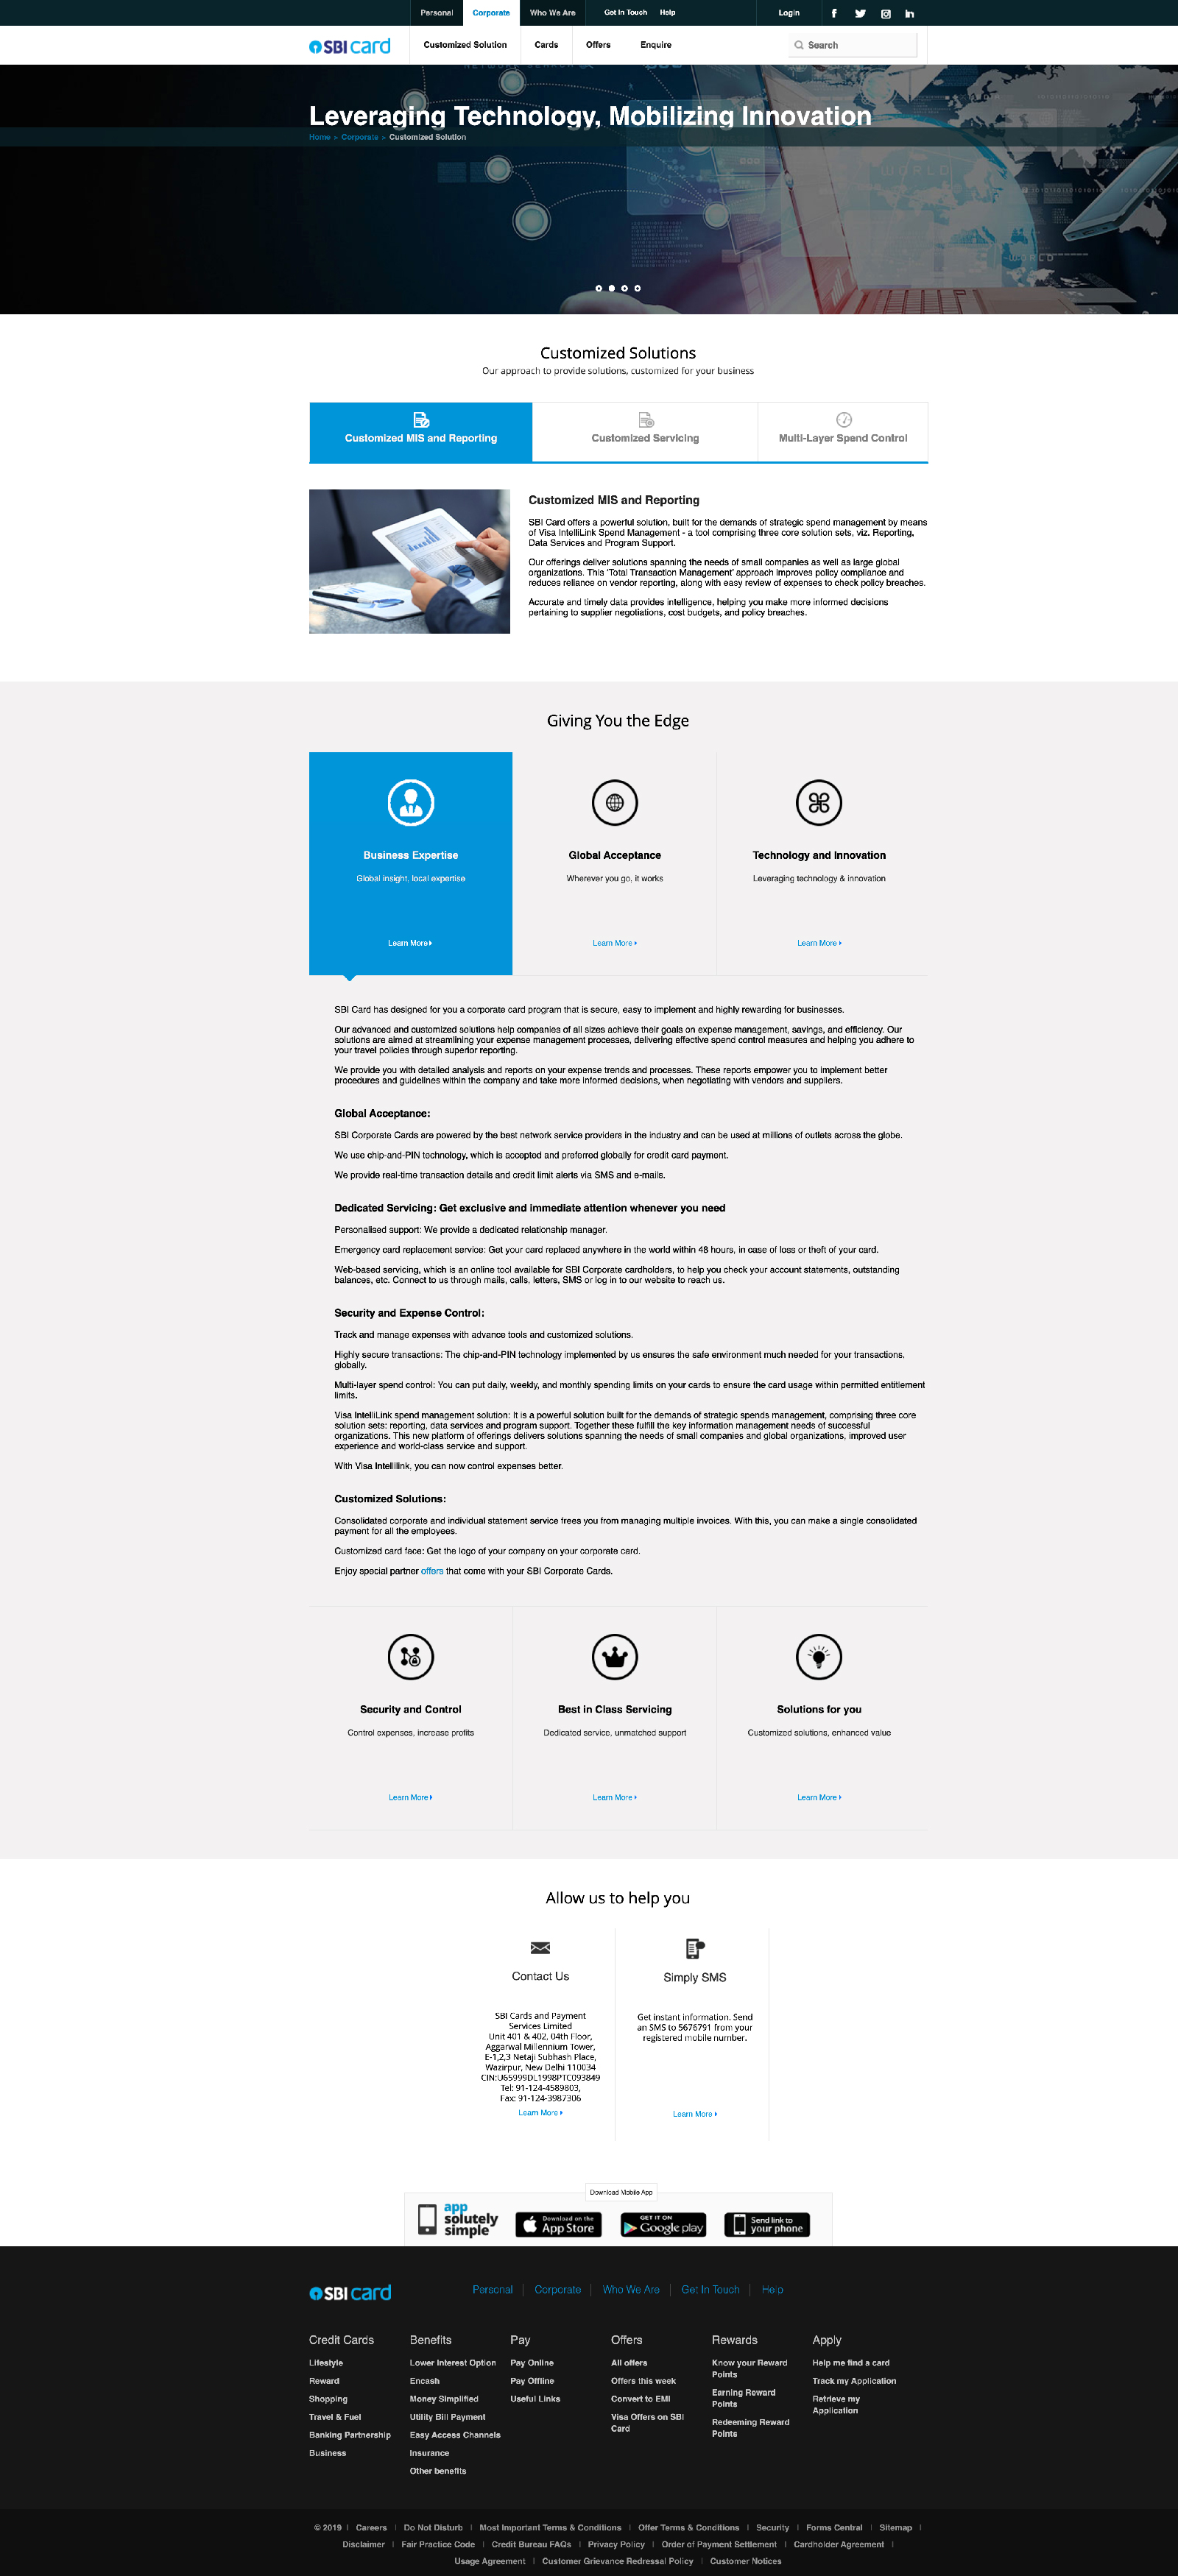 Personal Corporate Who We Are Get In Touch Help Login
SBI card Customized Solution Cards Offers Enquire Search
Leveraging Technology, Mobilizing Innovation
Home > Corporate > Customized Solution
WORLD
WORLD
Customized Solutions
Our approach to provide solutions, customized for your business
Customized MIS and Reporting
Customized Servicing
Multi-Layer Spend Control
Customized MIS and Reporting
SBI Card offers a powerful solution, built for the demands of strategic spend management by means
of Visa IntelliLink Spend Management - a tool comprising three core solution sets, viz. Reporting,
Data Services and Program Support.
Our offerings deliver solutions spanning the needs of small companies as well as large global
organizations. This 'Total Transaction Management' approach improves policy compliance and
reduces reliance on vendor reporting, along with easy review of expenses to check policy breaches.
Accurate and timely data provides intelligence, helping you make more informed decisions
pertaining to supplier negotiations, cost budgets, and policy breaches.
Giving You the Edge
Business Expertise
Global insight, local expertise
Learn More
Global Acceptance
Wherever you go, it works
Learn More
Technology and Innovation
Leveraging technology & innovation
Learn More
SBI Card has designed for you a corporate card program that is secure, easy to implement and highly rewarding for businesses.
Our advanced and customized solutions help companies of all sizes achieve their goals on expense management, savings, and efficiency. Our
solutions are aimed at streamlining your expense management processes, delivering effective spend control measures and helping you adhere to
your travel policies through superior reporting.
We provide you with detailed analysis and reports on your expense trends and processes. These reports empower you to implement better
procedures and guidelines within the company and take more informed decisions, when negotiating with vendors and suppliers.
Global Acceptance:
SBI Corporate Cards are powered by the best network service providers in the industry and can be used at millions of outlets across the globe.
We use chip-and-PIN technology, which is accepted and preferred globally for credit card payment.
We provide real-time transaction details and credit limit alerts via SMS and e-mails.
Dedicated Servicing: Get exclusive and immediate attention whenever you need
Personalised support: We provide a dedicated relationship manager.
Emergency card replacement service: Get your card replaced anywhere in the world within 48 hours, in case of loss or theft of your card.
Web-based servicing, which is an online tool available for SBI Corporate cardholders, to help you check your account statements, outstanding
balances, etc. Connect to us through mails, calls, letters, SMS or log in to our website to reach us.
Security and Expense Control:
Track and manage expenses with advance tools and customized solutions.
Highly secure transactions: The chip-and-PIN technology implemented by us ensures the safe environment much needed for your transactions,
globally.
Multi-layer spend control: You can put daily, weekly, and monthly spending limits on your cards to ensure the card usage within permitted entitlement
limits.
Visa IntelliLink spend management solution: It is a powerful solution built for the demands of strategic spends management, comprising three core
solution sets: reporting, data services and program support. Together these fulfill the key information management needs of successful
organizations. This new platform of offerings delivers solutions spanning the needs of small companies and global organizations, improved user
experience and world-class service and support.
With Visa Intellilink, you can now control expenses better.
Customized Solutions:
Consolidated corporate and individual statement service frees you from managing multiple invoices. With this, you can make a single consolidated
payment for all the employees.
Customized card face: Get the logo of your company on your corporate card.
Enjoy special partner offers that come with your SBI Corporate Cards.
Security and Control
Control expenses, increase profits
Learn More
Best in Class Servicing
Dedicated service, unmatched support
Learn More
Solutions for you
Customized solutions, enhanced value
Learn More
Allow us to help you
Contact Us
SBI Cards and Payment
Services Limited
Unit 401 & 402, 04th Floor,
Aggarwal Millennium Tower,
E-1,2,3 Netaji Subhash Place,
Wazirpur, New Delhi 110034
CIN:U65999DL1998PTC093849
Tel: 91-124-4589803,
Fax: 91-124-3987306
Learn More
Simply SMS
Get instant information, Send
an SMS to 5676791 from your
registered mobile number.
Learn More
Download Mobile App
app
solutely
simple
Download on the
App Store
GET IT ON
Google play
Send link to
your phone
SBI card Personal Corporate Who We Are Get In Touch Help
Credit Cards
Lifestyle
Reward
Shopping
Travel & Fuel
Banking Partnership
Business
Benefits
Lower Interest Option
Encash
Money Simplified
Utility Bill Payment
Easy Access Channels
Insurance
Other benefits
Pay
Pay Online
Pay Offline
Useful Links
Offers
All offers
Offers this week
Convert to EMI
Visa Offers on SBI
Card
Rewards
Know your Reward
Points
Earning Reward
Points
Redeeming Reward
Points
Apply
Help me find a card
Track my Application
Retrieve my
Application
© 2019 | Careers | Do Not Disturb | Most Important Terms & Conditions | Offer Terms & Conditions | Security | Forms Central | Sitemap |
Disclaimer | Fair Practice Code | Credit Bureau FAQs | Privacy Policy | Order of Payment Settlement | Cardholder Agreement |
Usage Agreement | Customer Grievance Redressal Policy | Customer Notices